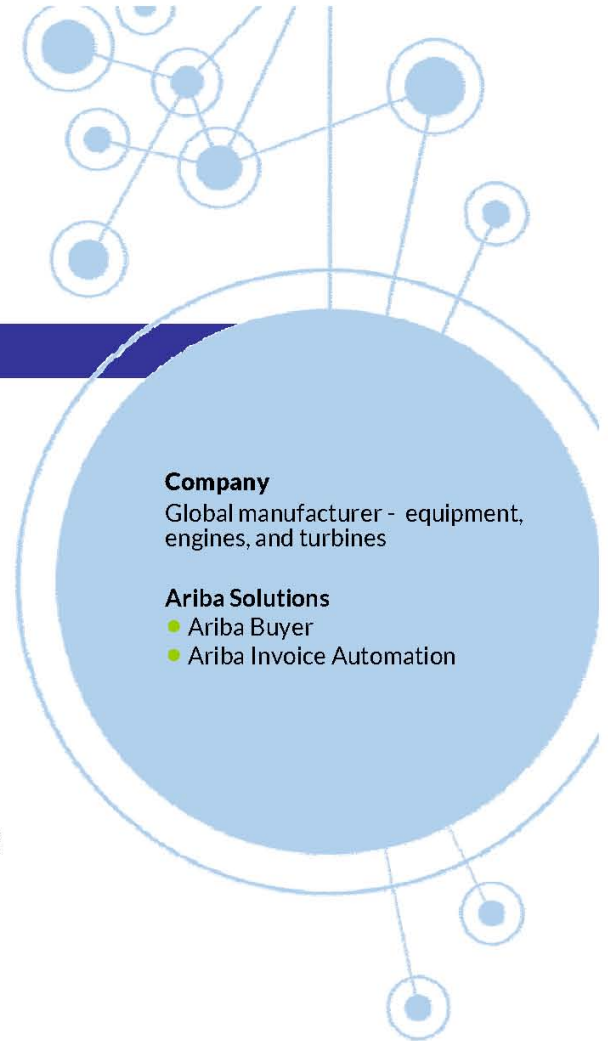 Company
Global manufacturer - equipment,
engines, and turbines
Ariba Solutions
• Ariba Buyer
• Ariba Invoice Automation